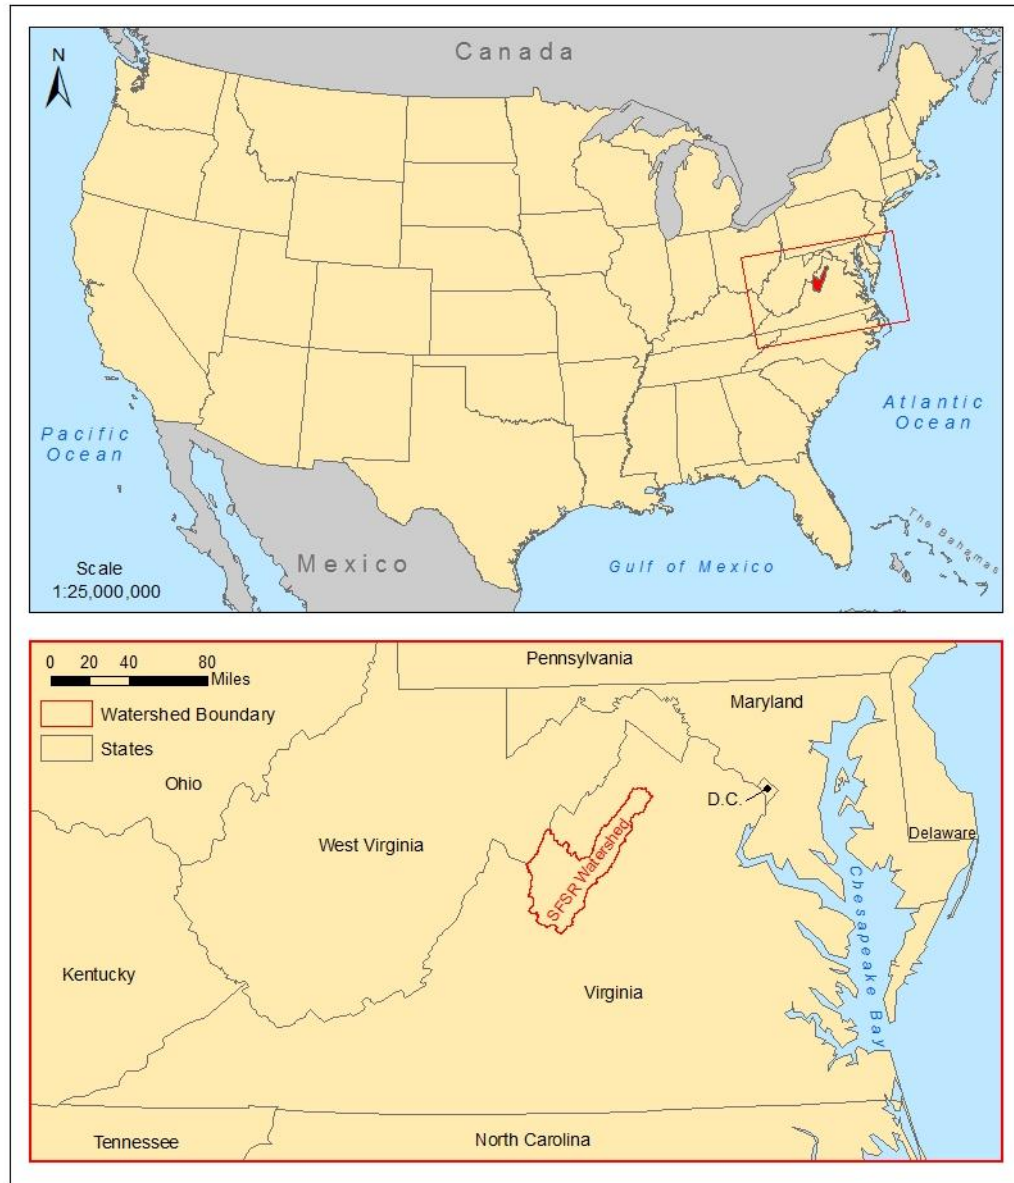 Canada
N
Pacific
Ocean
Atlantic
Ocean
The Bahamas
Mexico
Gulf of Mexico
Scale
1:25,000,000
0 20 40 80
Miles
Watershed Boundary
States
Pennsylvania
Maryland
Ohio
D.C.
West Virginia
Delaware
SFSR Watershed
Chesapeake Bay
Kentucky
Virginia
Tennessee
North Carolina